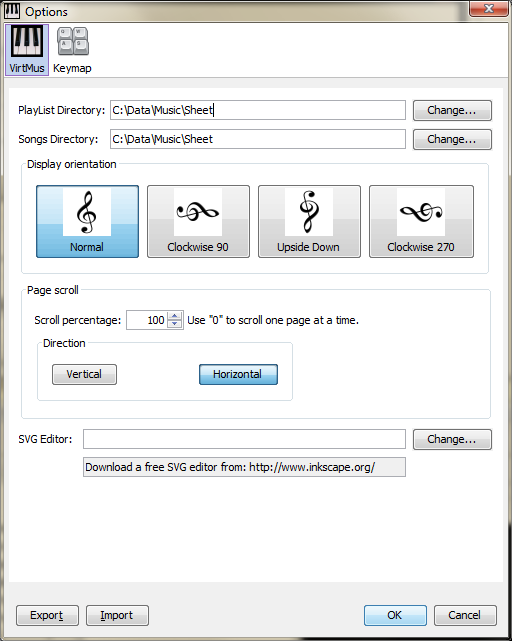 Options
VirtMus Keymap
PlayList Directory: C:\Data\Music\Sheet Change...
Songs Directory: C:\Data\Music\Sheet Change...
Display orientation
Normal Clockwise 90 Upside Down Clockwise 270
Page scroll
Scroll percentage: 100 Use "0" to scroll one page at a time.
Direction
Vertical Horizontal
SVG Editor: Change...
Download a free SVG editor from: http://www.inkscape.org/
Export Import OK Cancel